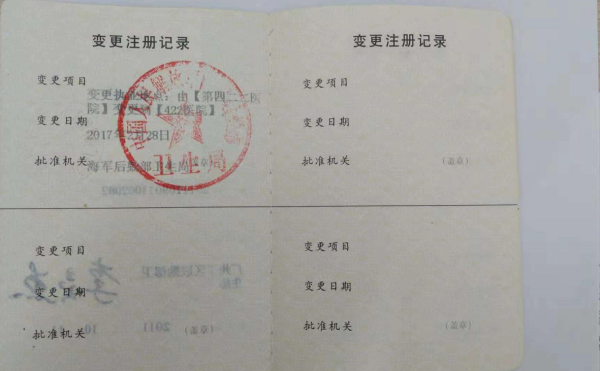 变更注册记录
变更项目
变更执业地点：由【第四二二医
院】变更为【422医院】
变更日期
2017年2月28日
批准机关
海军后勤部卫生局
卫生局
变更项目
变更日期
批准机关
(盖章)
2011
10
变更注册记录
变更项目
变更日期
批准机关
(盖章)
变更项目
变更日期
批准机关
(盖章)